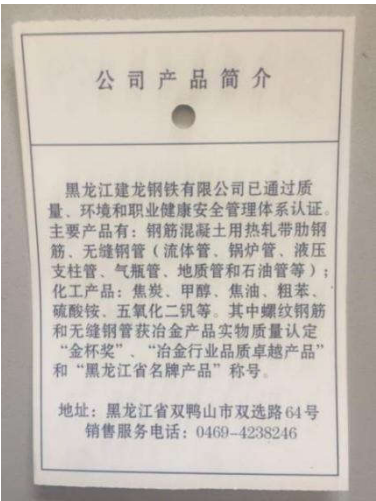 公司产品简介
黑龙江建龙钢铁有限公司已通过质
量、环境和职业健康安全管理体系认证。
主要产品有：钢筋混凝土用热轧带肋钢
筋、无缝钢管（流体管、锅炉管、液压
支柱管、气瓶管、地质管和石油管等）；
化工产品：焦炭、甲醇、焦油、粗苯、
硫酸铵、五氧化二钒等。其中螺纹钢筋
和无缝钢管获冶金产品实物质量认定
“金杯奖”、“冶金行业品质卓越产品”
和“黑龙江省名牌产品”称号。
地址：黑龙江省双鸭山市双选路64号
销售服务电话：0469-4238246